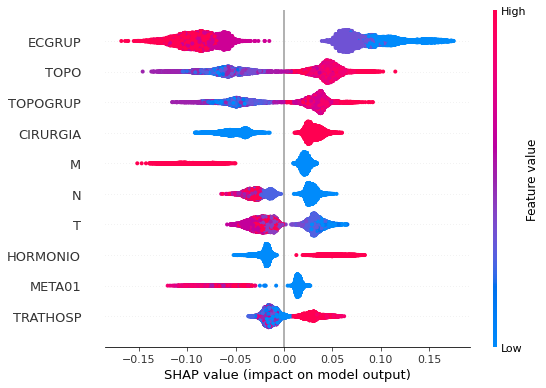 High
ECGRUP
TOPO
TOPOGRUP
CIRURGIA
M
N
T
HORMONIO
META01
TRATHOSP
Feature value
Low
−0.15 −0.10 −0.05 0.00 0.05 0.10 0.15
SHAP value (impact on model output)